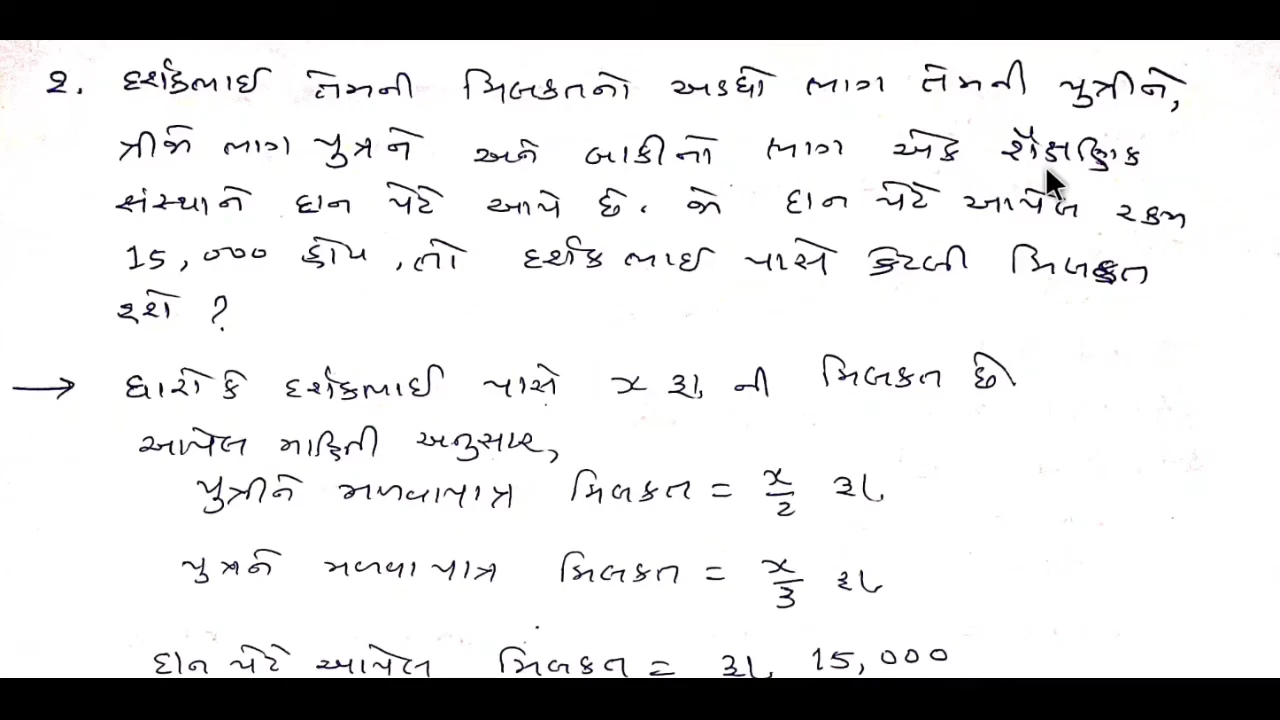 ૨. દર્શકભાઈ તેમની મિલકતનો અડધો ભાગ તેમની પુત્રીને,
ત્રીજો ભાગ પુત્રને અને બાકીનો ભાગ એક શૈક્ષણિક
સંસ્થાને દાન પેટે આપે છે. જો દાન પેટે આપેલ રકમ
15,000 હોય, તો દર્શકભાઈ પાસે કેટલી મિલકત
હશે ?
→ ધારો કે દર્શકભાઈ પાસે x રૂા. ની મિલકત છે
આપેલ માહિતી અનુસાર,
પુત્રીને મળવાપાત્ર મિલકત = x/2 રૂા
પુત્રને મળવાપાત્ર મિલકત = x/3 રૂા
દાન પેટે આપેલ મિલકત = રૂા. 15,000